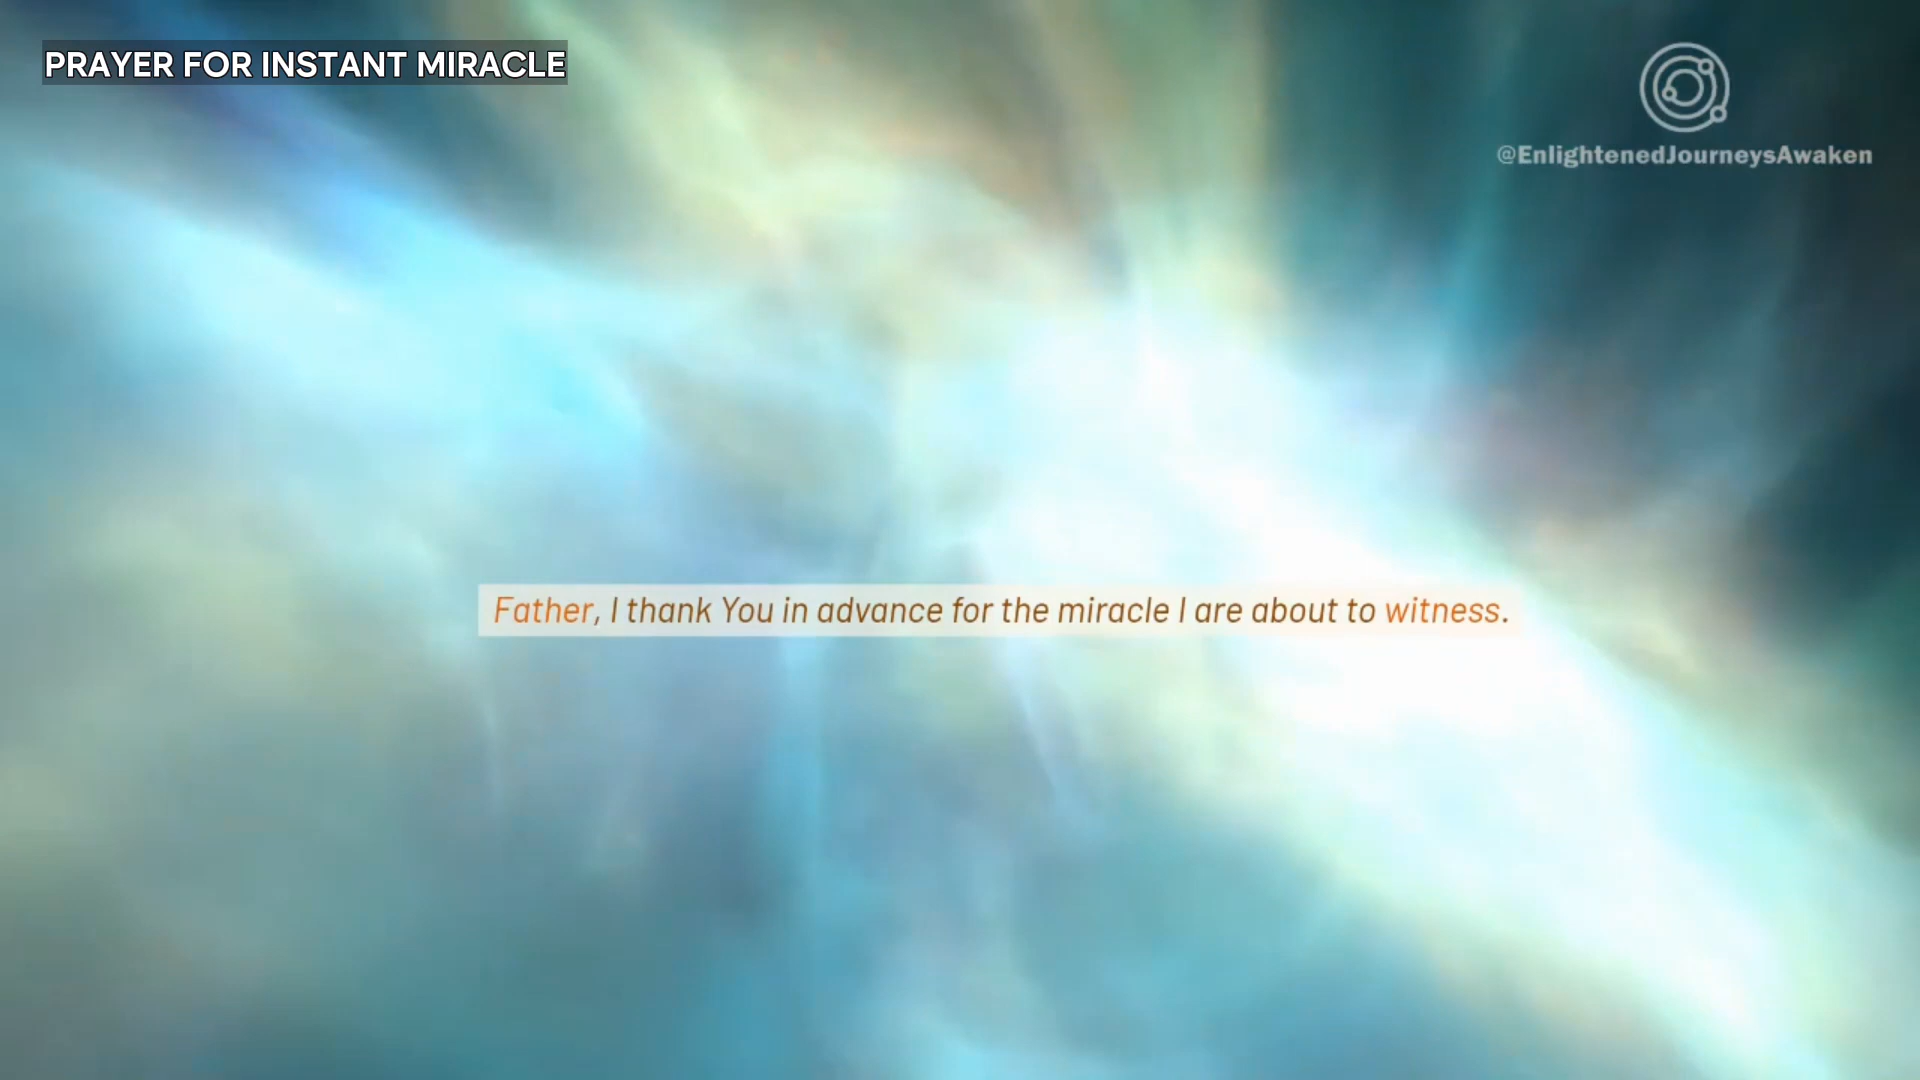 PRAYER FOR INSTANT MIRACLE
@EnlightenedJourneysAwaken
Father, I thank You in advance for the miracle I are about to witness.